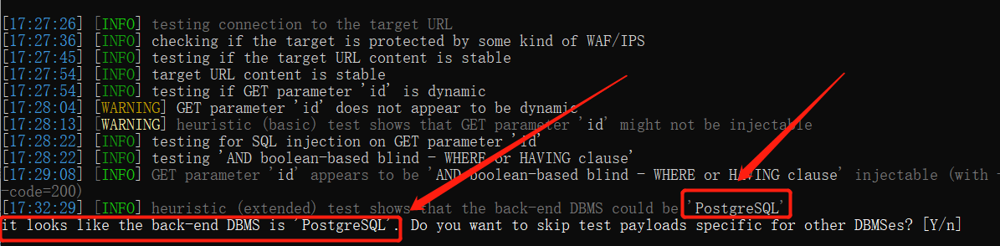 [17:27:26] [INFO] testing connection to the target URL
[17:27:36] [INFO] checking if the target is protected by some kind of WAF/IPS
[17:27:45] [INFO] testing if the target URL content is stable
[17:27:54] [INFO] target URL content is stable
[17:27:54] [INFO] testing if GET parameter 'id' is dynamic
[17:28:04] [WARNING] GET parameter 'id' does not appear to be dynamic
[17:28:13] [WARNING] heuristic (basic) test shows that GET parameter 'id' might not be injectable
[17:28:22] [INFO] testing for SQL injection on GET parameter 'id'
[17:28:22] [INFO] testing 'AND boolean-based blind - WHERE or HAVING clause'
[17:29:08] [INFO] GET parameter 'id' appears to be 'AND boolean-based blind - WHERE or HAVING clause' injectable (with -
-code=200)
[17:32:29] [INFO] heuristic (extended) test shows that the back-end DBMS could be 'PostgreSQL'
it looks like the back-end DBMS is 'PostgreSQL'. Do you want to skip test payloads specific for other DBMSes? [Y/n]